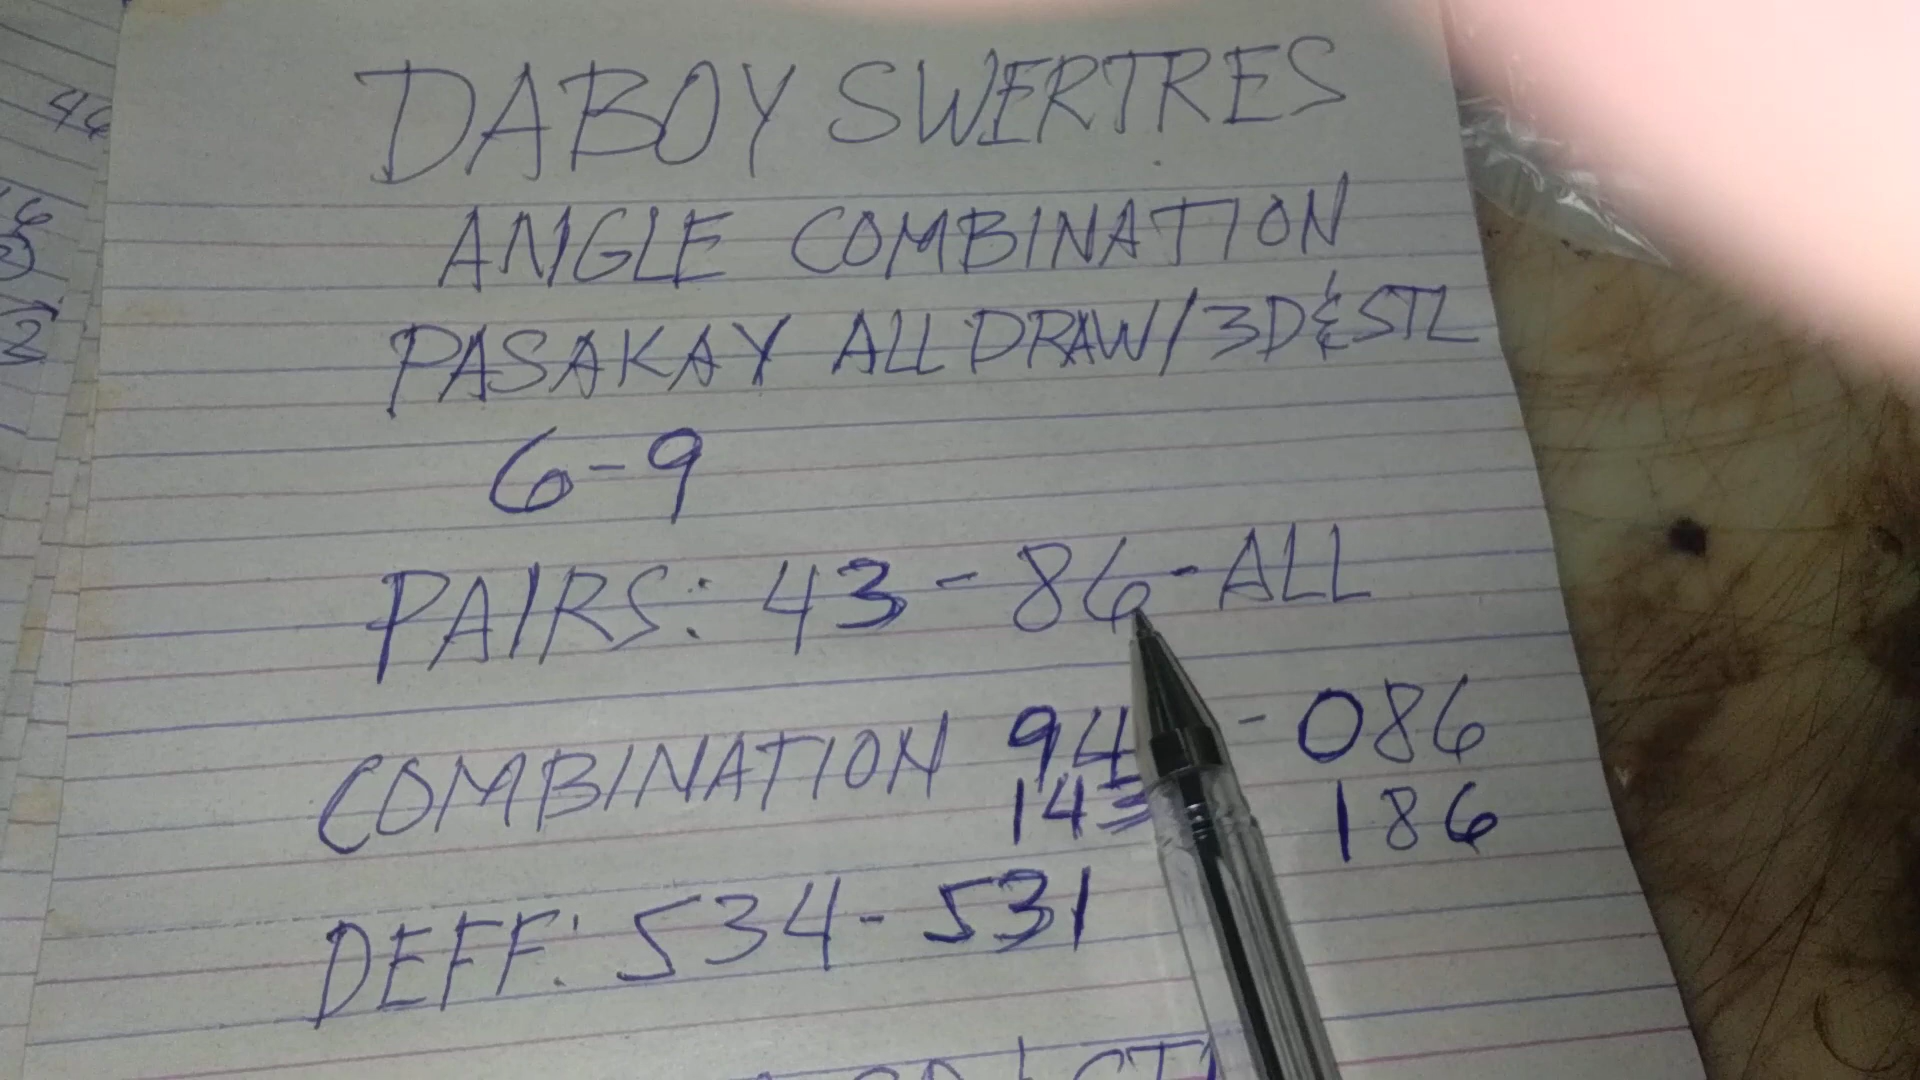 DABOY SWERTRES
ANGLE COMBINATION
PASAKAY ALL DRAW/3D&STL
6-9
PAIRS: 43-86-ALL
COMBINATION 94 - 086
143 186
DEFF: 534-531